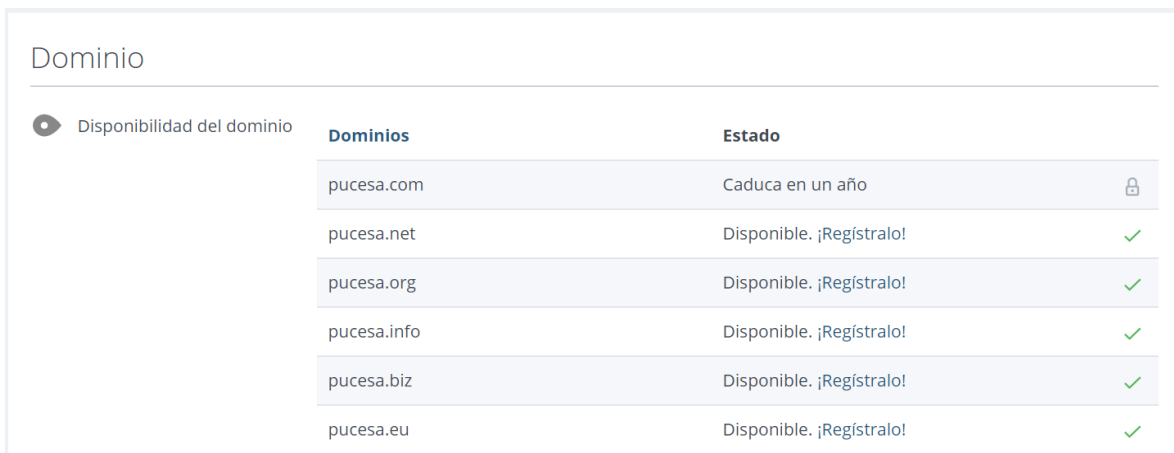 Dominio
Disponibilidad del dominio
Dominios Estado
pucesa.com Caduca en un año
pucesa.net Disponible. ¡Regístralo!
pucesa.org Disponible. ¡Regístralo!
pucesa.info Disponible. ¡Regístralo!
pucesa.biz Disponible. ¡Regístralo!
pucesa.eu Disponible. ¡Regístralo!